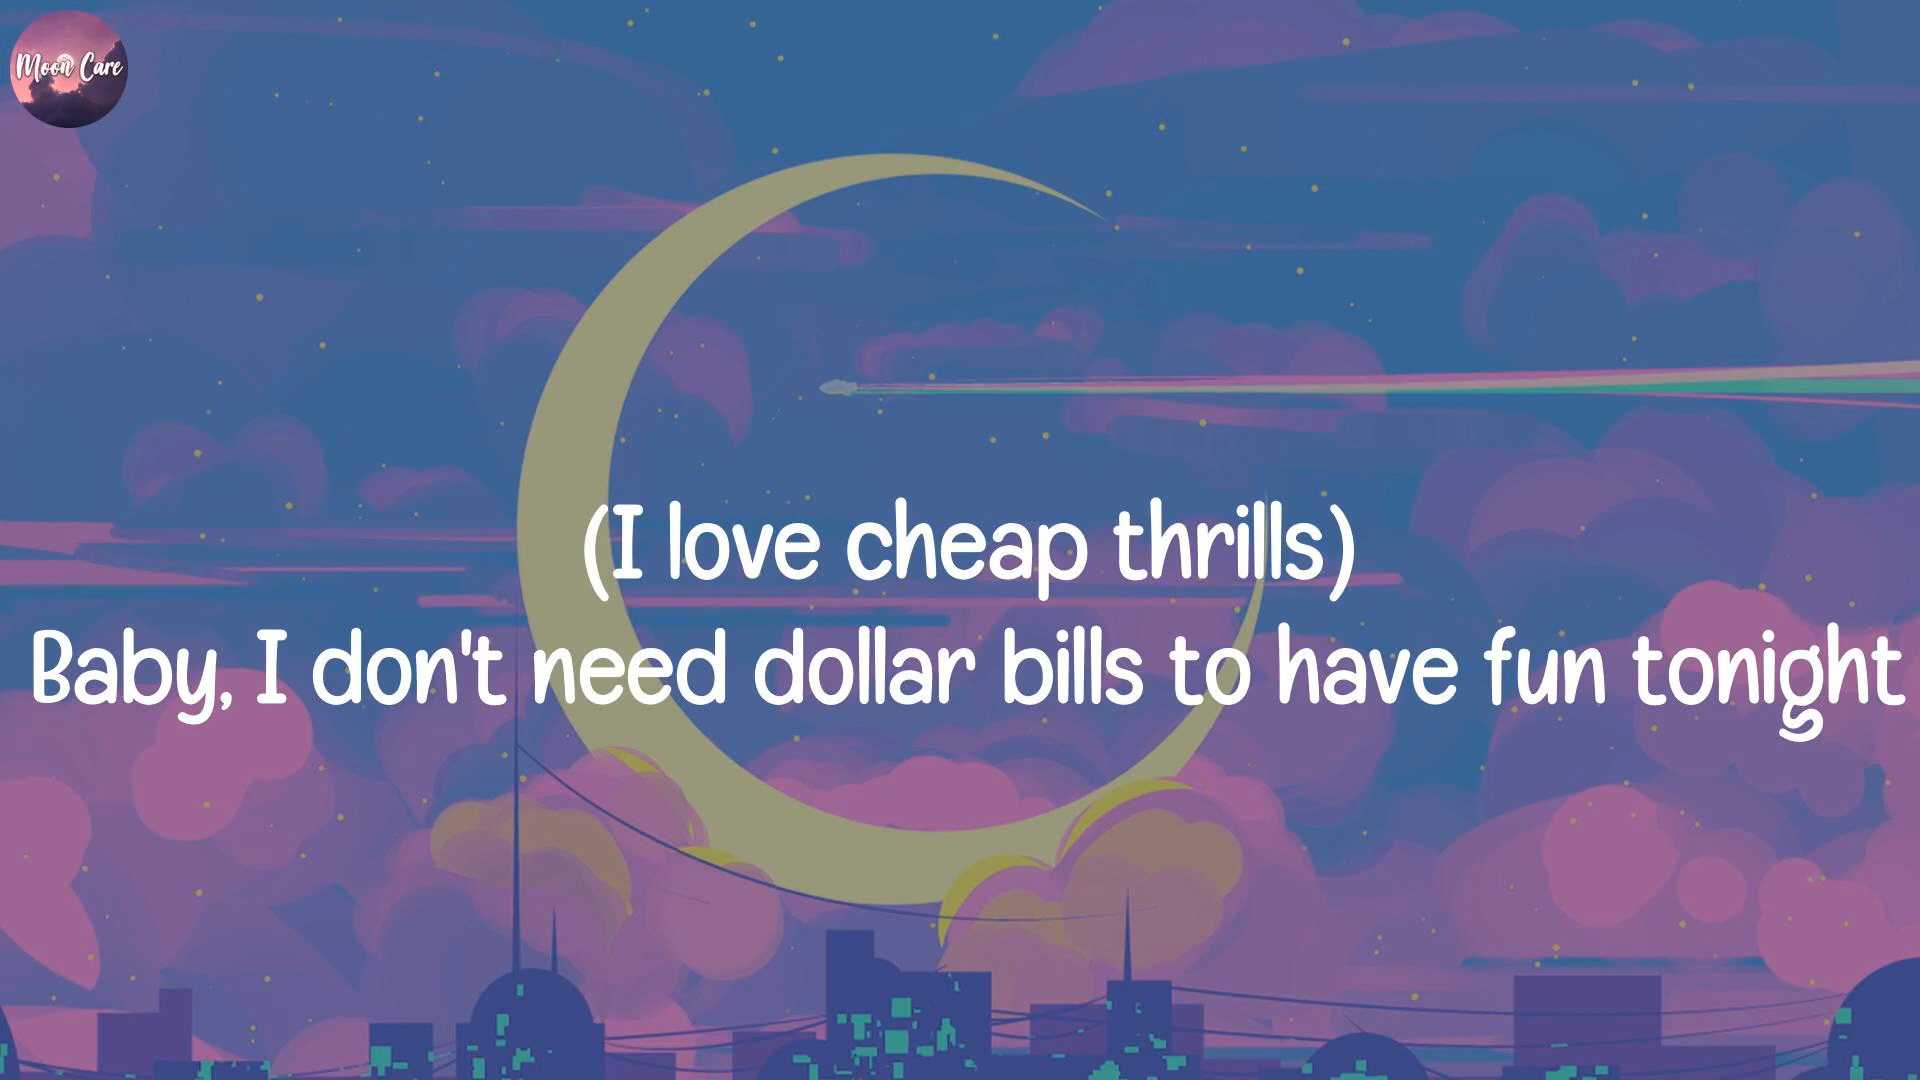 Moon Care
(I love cheap thrills)
Baby, I don't need dollar bills to have fun tonight